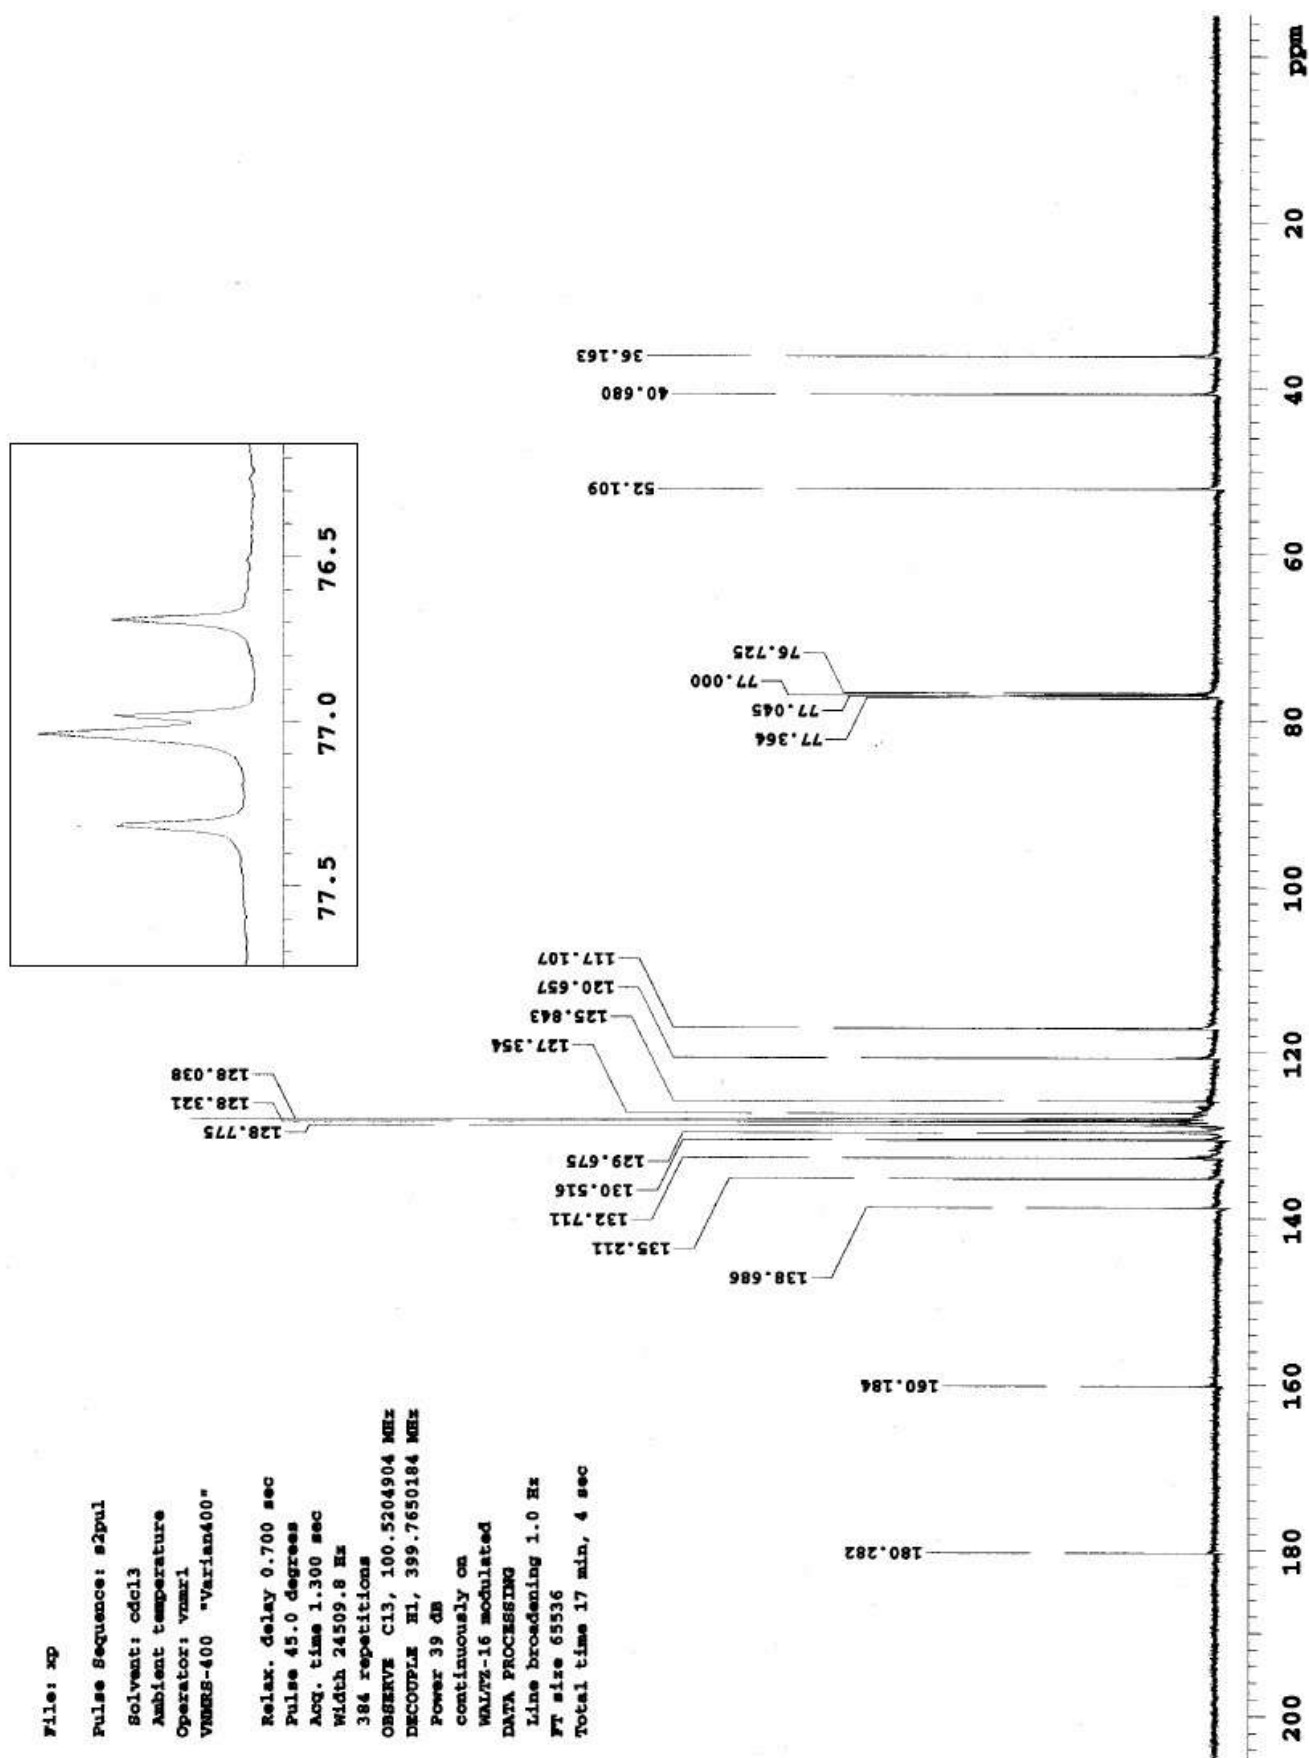 File: xp
Pulse Sequence: s2pul
Solvent: cdcl3
Ambient temperature
Operator: vnmr1
VNMRS-400 "Varian400"
Relax. delay 0.700 sec
Pulse 45.0 degrees
Acq. time 1.300 sec
Width 24509.8 Hz
384 repetitions
OBSERVE C13, 100.5204904 MHz
DECOUPLE H1, 399.7650184 MHz
Power 39 dB
continuously on
WALTZ-16 modulated
DATA PROCESSING
Line broadening 1.0 Hz
FT size 65536
Total time 17 min, 4 sec
180.282
160.184
138.686
135.211
132.711
130.516
129.675
128.775
128.321
128.038
127.354
125.843
120.657
117.107
77.364
77.045
77.000
76.725
52.109
40.680
36.163
77.5
77.0
76.5
200
180
160
140
120
100
80
60
40
20
ppm